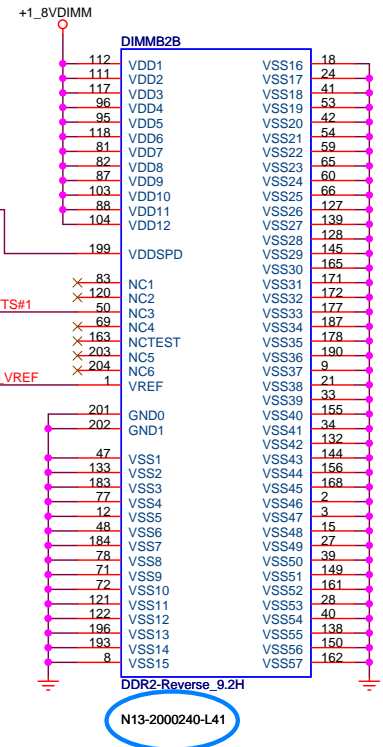 +1_8VDIMM
DIMMB2B
112 VDD1 VSS16 18
111 VDD2 VSS17 24
117 VDD3 VSS18 41
96 VDD4 VSS19 53
95 VDD5 VSS20 42
118 VDD6 VSS21 54
81 VDD7 VSS22 59
82 VDD8 VSS23 65
87 VDD9 VSS24 60
103 VDD10 VSS25 66
88 VDD11 VSS26 127
104 VDD12 VSS27 139
VSS28 128
199 VDDSPD VSS29 145
VSS30 165
83 NC1 VSS31 171
120 NC2 VSS32 172
TS#1 50 NC3 VSS33 177
69 NC4 VSS34 187
163 NCTEST VSS35 178
203 NC5 VSS36 190
204 NC6 VSS37 9
VREF 1 VREF VSS38 21
VSS39 33
201 GND0 VSS40 155
202 GND1 VSS41 34
VSS42 132
47 VSS1 VSS43 144
133 VSS2 VSS44 156
183 VSS3 VSS45 168
77 VSS4 VSS46 2
12 VSS5 VSS47 3
48 VSS6 VSS48 15
184 VSS7 VSS49 27
78 VSS8 VSS50 39
71 VSS9 VSS51 149
72 VSS10 VSS52 161
121 VSS11 VSS53 28
122 VSS12 VSS54 40
196 VSS13 VSS55 138
193 VSS14 VSS56 150
8 VSS15 VSS57 162
DDR2-Reverse_9.2H
N13-2000240-L41